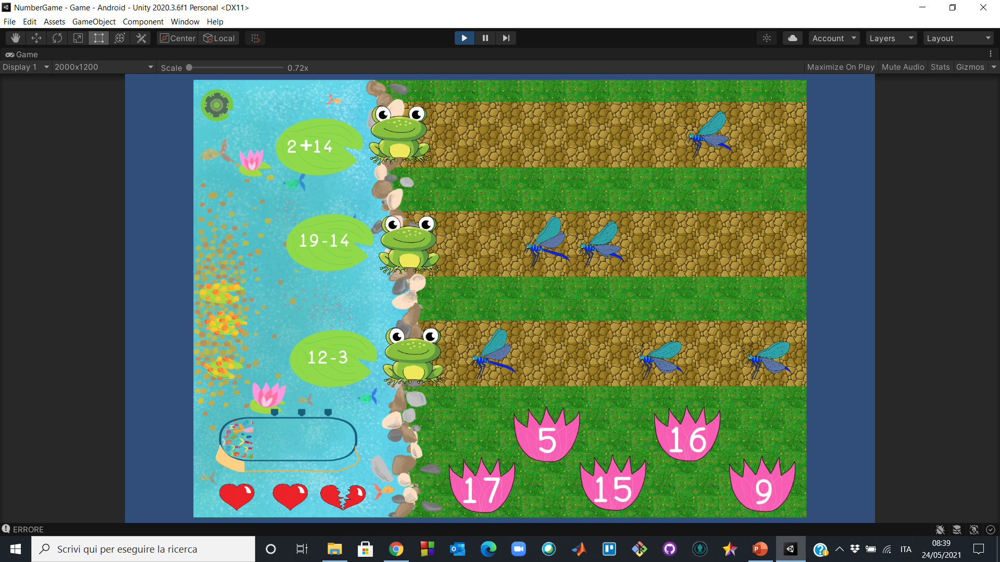 NumberGame - Game - Android - Unity 2020.3.6f1 Personal <DX11>
File Edit Assets GameObject Component Window Help
Center Local Account Layers Layout
Game
Display 1 2000x1200 Scale 0.72x Maximize On Play Mute Audio Stats Gizmos
2+14
19-14
12-3
5 16
17 15 9
ERRORE
Scrivi qui per eseguire la ricerca
ITA
08:39
24/05/2021